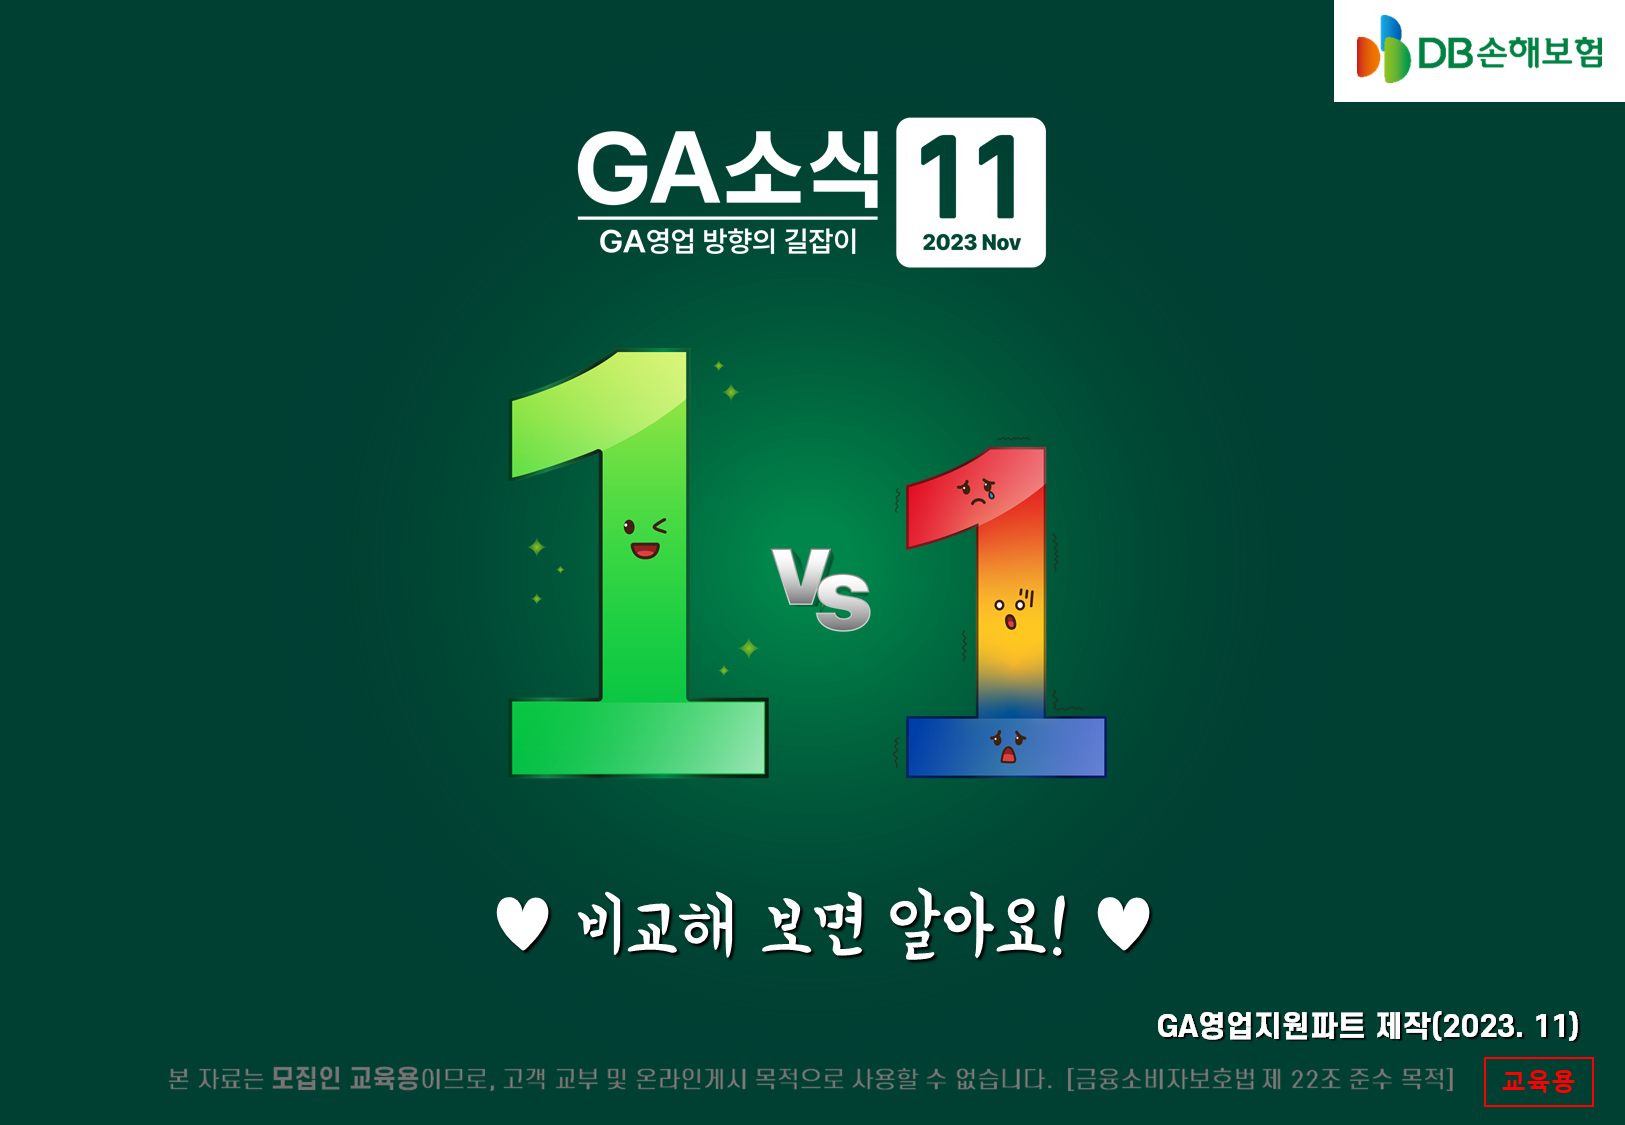 DB손해보험
GA소식
GA영업 방향의 길잡이
11
2023 Nov
1 VS 1
♥ 비교해 보면 알아요! ♥
GA영업지원파트 제작(2023. 11)
본 자료는 모집인 교육용이므로, 고객 교부 및 온라인게시 목적으로 사용할 수 없습니다. [금융소비자보호법 제 22조 준수 목적]
교육용